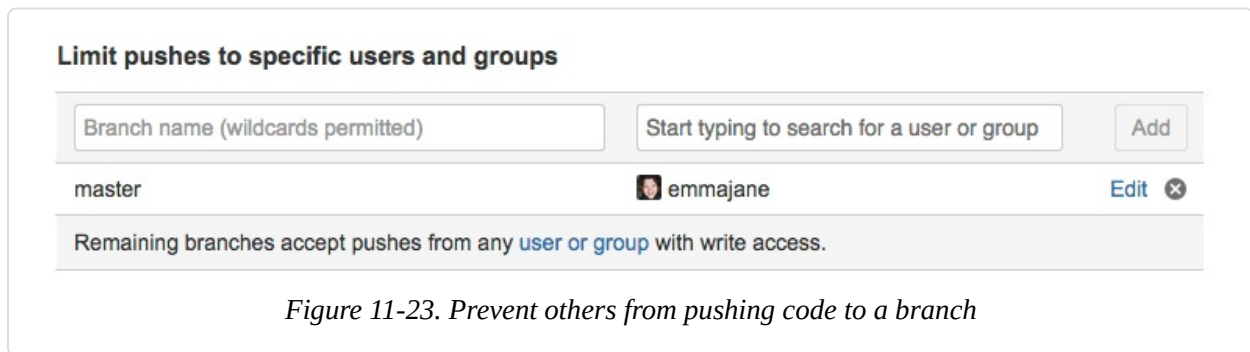 Limit pushes to specific users and groups
Branch name (wildcards permitted) Start typing to search for a user or group Add
master emmajane Edit
Remaining branches accept pushes from any user or group with write access.
Figure 11-23. Prevent others from pushing code to a branch